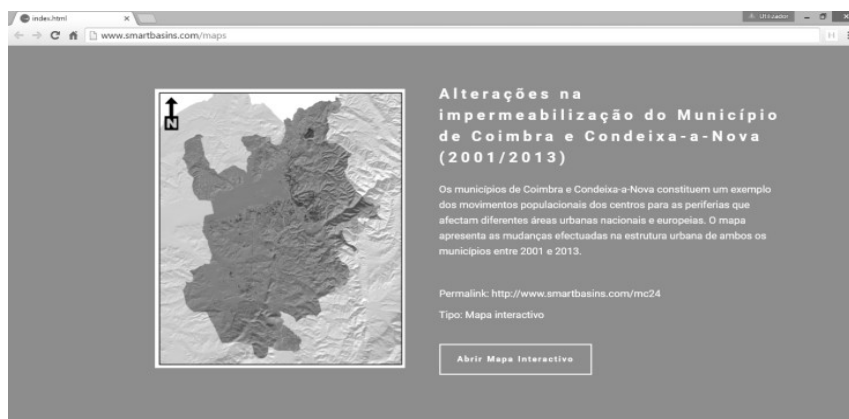 index.html
Utilizador
www.smartbasins.com/maps
N
Alterações na
impermeabilização do Município
de Coimbra e Condeixa-a-Nova
(2001/2013)
Os municípios de Coimbra e Condeixa-a-Nova constituem um exemplo
dos movimentos populacionais dos centros para as periferias que
afectam diferentes áreas urbanas nacionais e europeias. O mapa
apresenta as mudanças efectuadas na estrutura urbana de ambos os
municípios entre 2001 e 2013.
Permalink: http://www.smartbasins.com/mc24
Tipo: Mapa interactivo
Abrir Mapa Interactivo